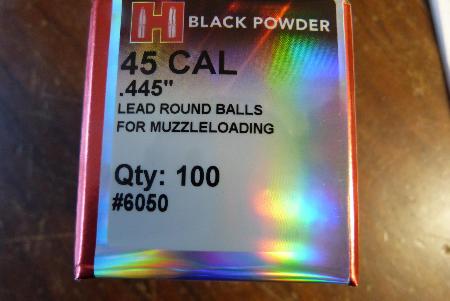 H BLACK POWDER
45 CAL
.445"
LEAD ROUND BALLS
FOR MUZZLELOADING
Qty: 100
#6050